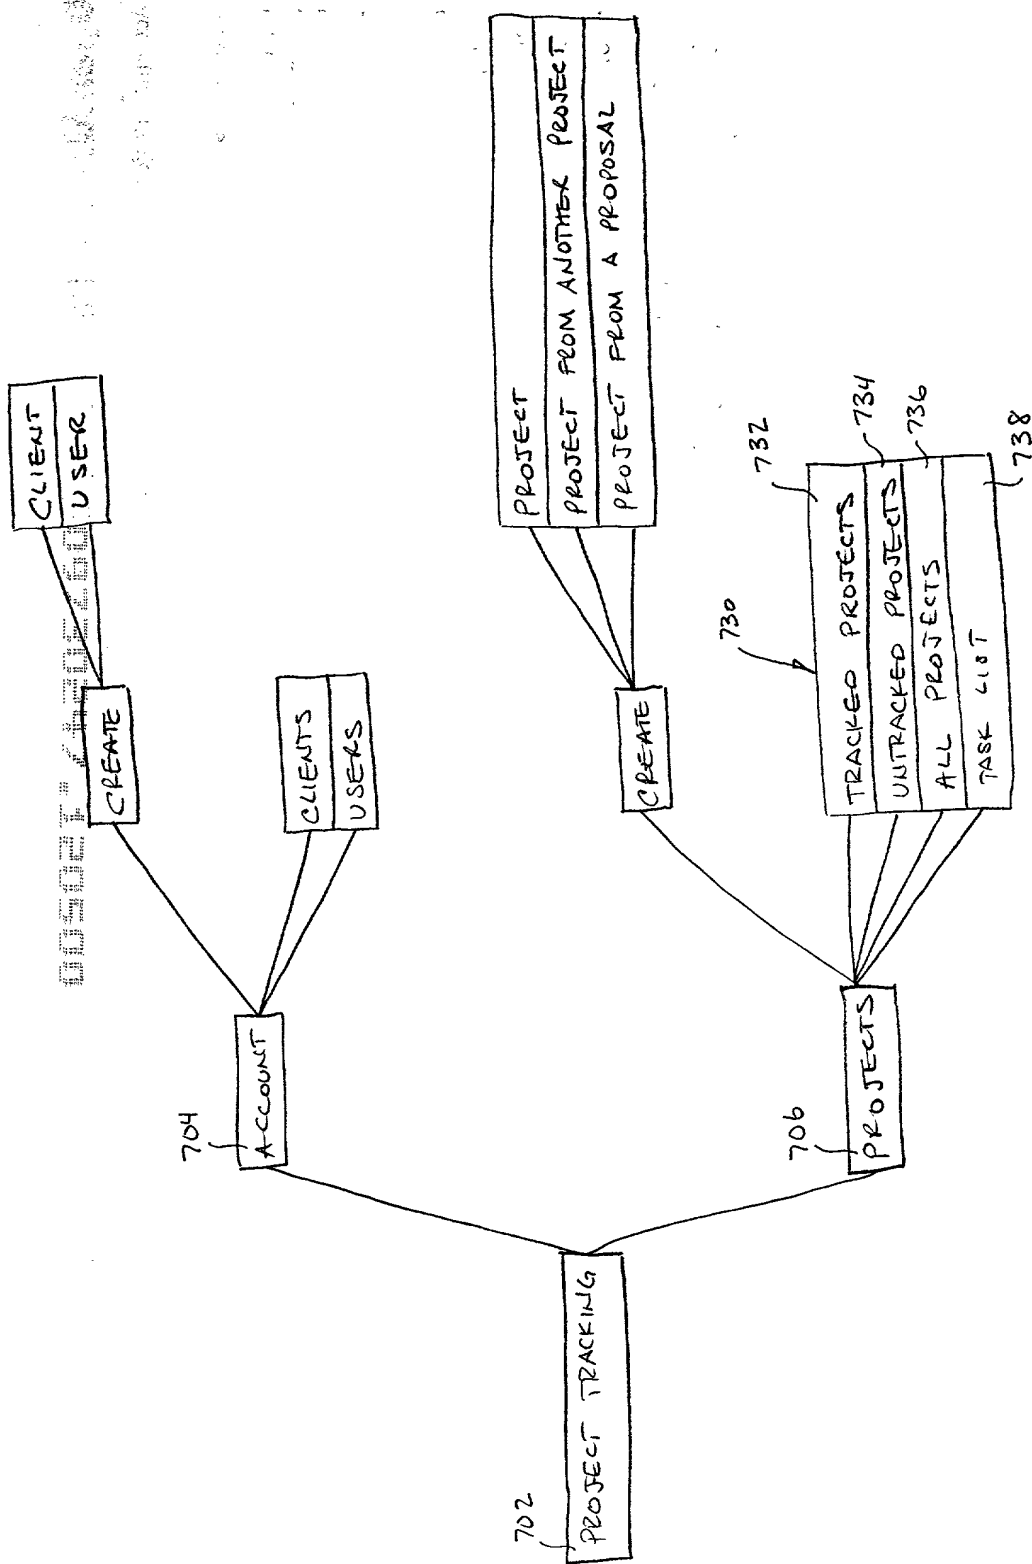 702
PROJECT TRACKING
704
ACCOUNT
CREATE
CLIENT
USER
CLIENTS
USERS
706
PROJECTS
CREATE
PROJECT
PROJECT FROM ANOTHER PROJECT
PROJECT FROM A PROPOSAL
730
TRACKED PROJECTS
732
UNTRACKED PROJECTS
734
ALL PROJECTS
736
TASK LIST
738